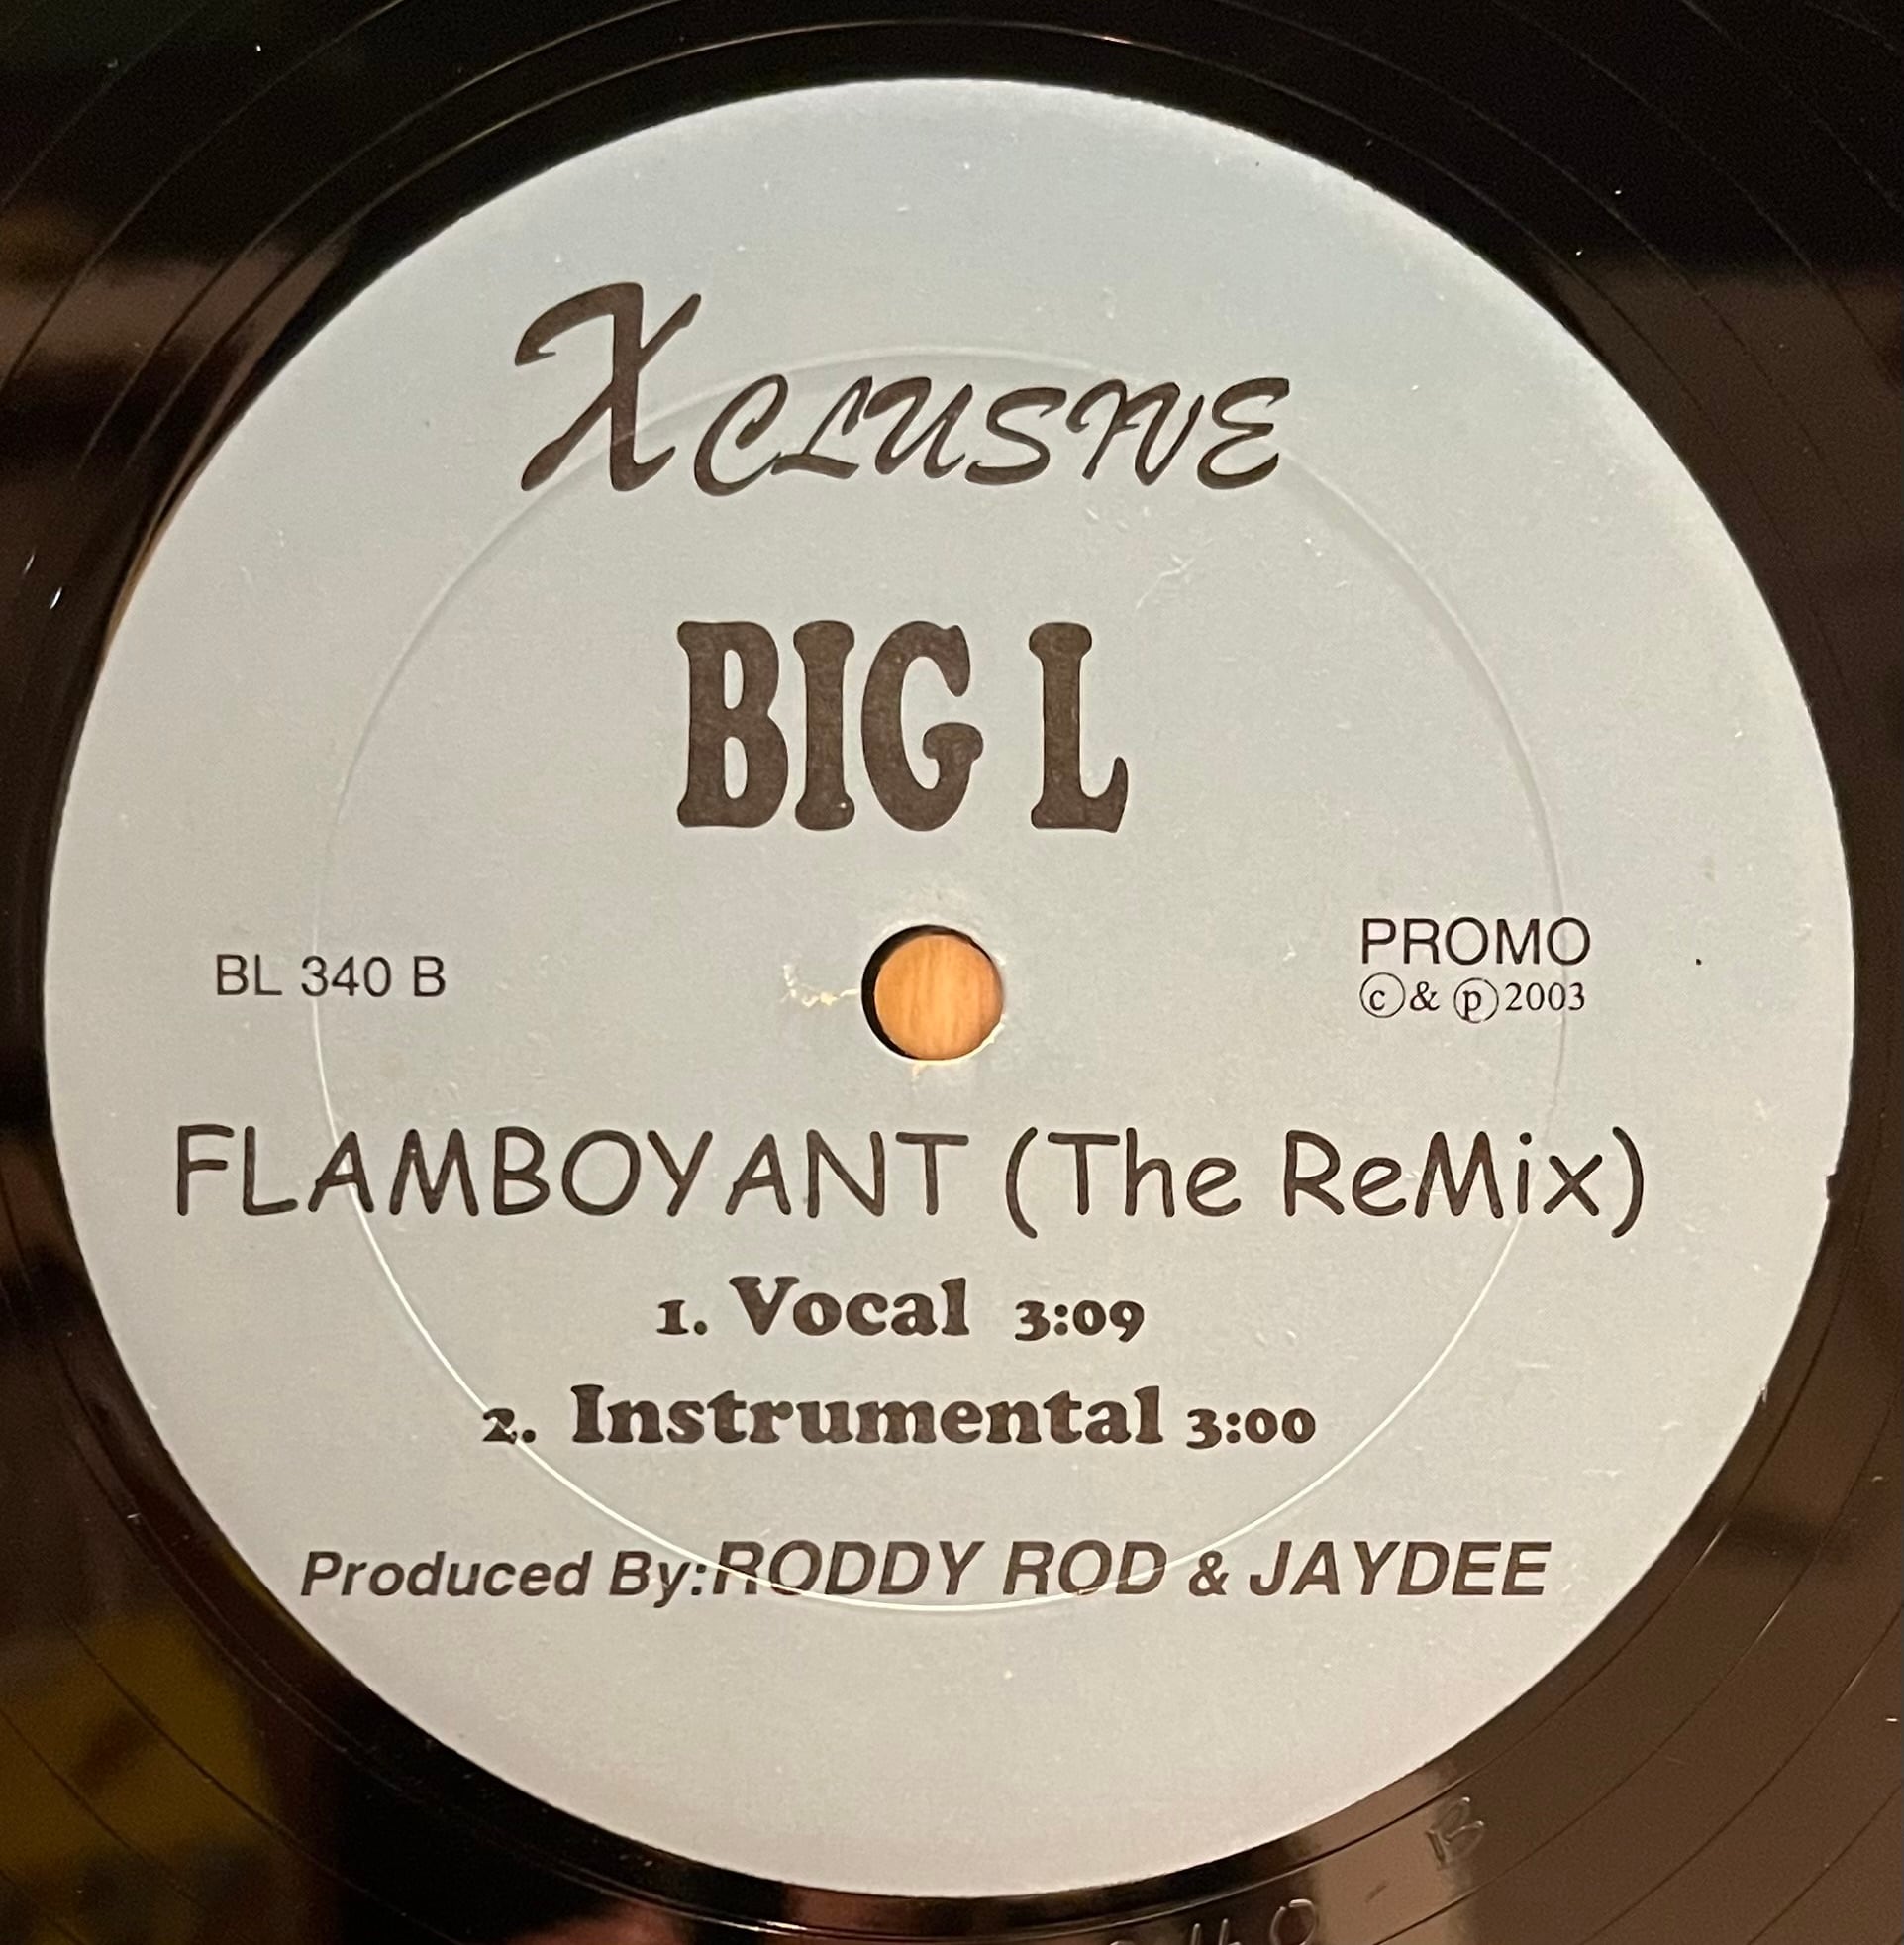 XCLUSIVE
BIG L
BL 340 B
PROMO
ⓒ& ⓟ2003
FLAMBOYANT (The ReMix)
1. Vocal 3:09
2. Instrumental 3:00
Produced By:RODDY ROD & JAYDEE
B